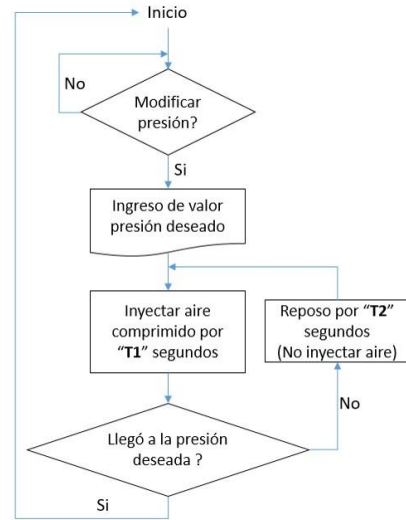 Inicio
No
Modificar
presión?
Si
Ingreso de valor
presión deseado
Inyectar aire
comprimido por
“T1” segundos
Reposo por “T2”
segundos
(No inyectar aire)
No
Llegó a la presión
deseada ?
Si